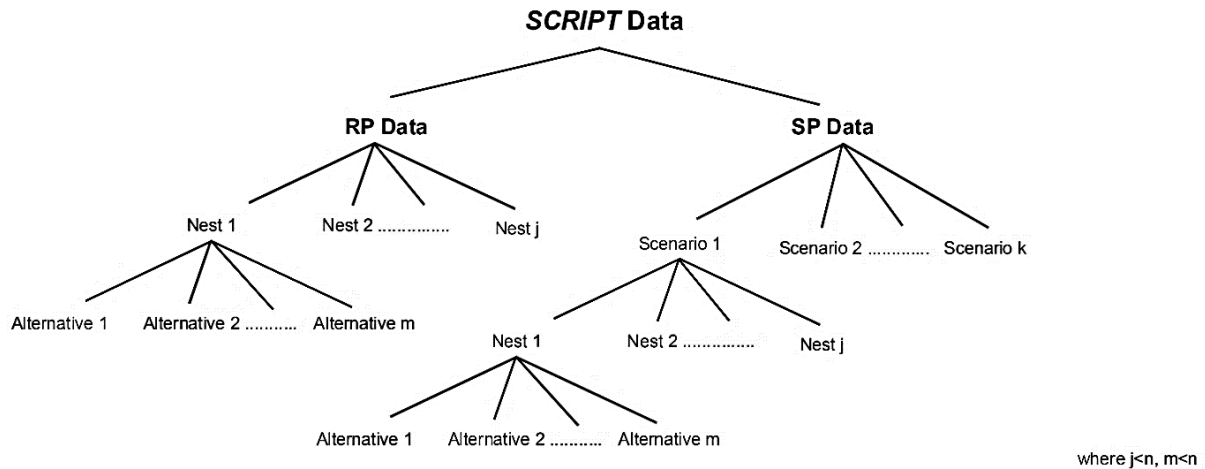 SCRIPT Data
RP Data
SP Data
Nest 1
Nest 2 ...............
Nest j
Scenario 1
Scenario 2 .............
Scenario k
Alternative 1
Alternative 2 ...........
Alternative m
Nest 1
Nest 2 ...............
Nest j
Alternative 1
Alternative 2 ...........
Alternative m
where j<n, m<n